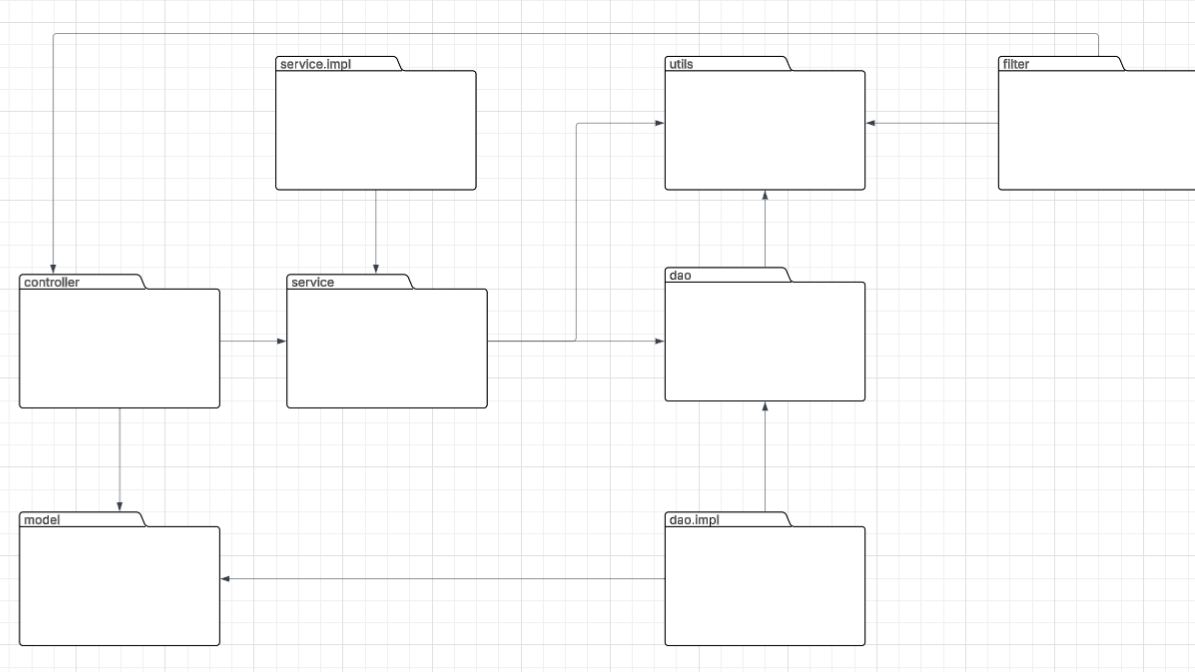 service.impl
utils
filter
controller
service
dao
model
dao.impl